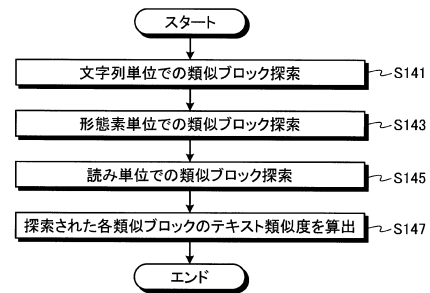 スタート
文字列単位での類似ブロック探索 S141
形態素単位での類似ブロック探索 S143
読み単位での類似ブロック探索 S145
探索された各類似ブロックのテキスト類似度を算出 S147
エンド